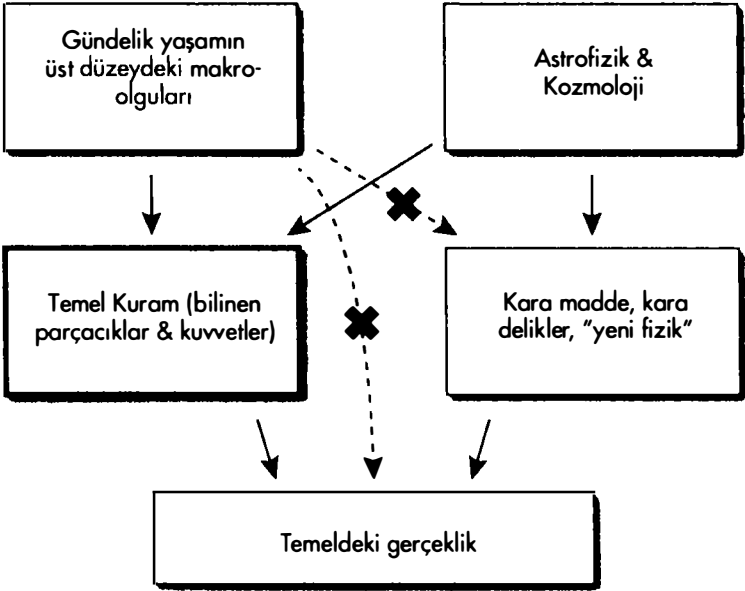 Gündelik yaşamın
üst düzeydeki makro-
olguları
Astrofizik &
Kozmoloji
Temel Kuram (bilinen
parçacıklar & kuvvetler)
Kara madde, kara
delikler, "yeni fizik"
Temeldeki gerçeklik